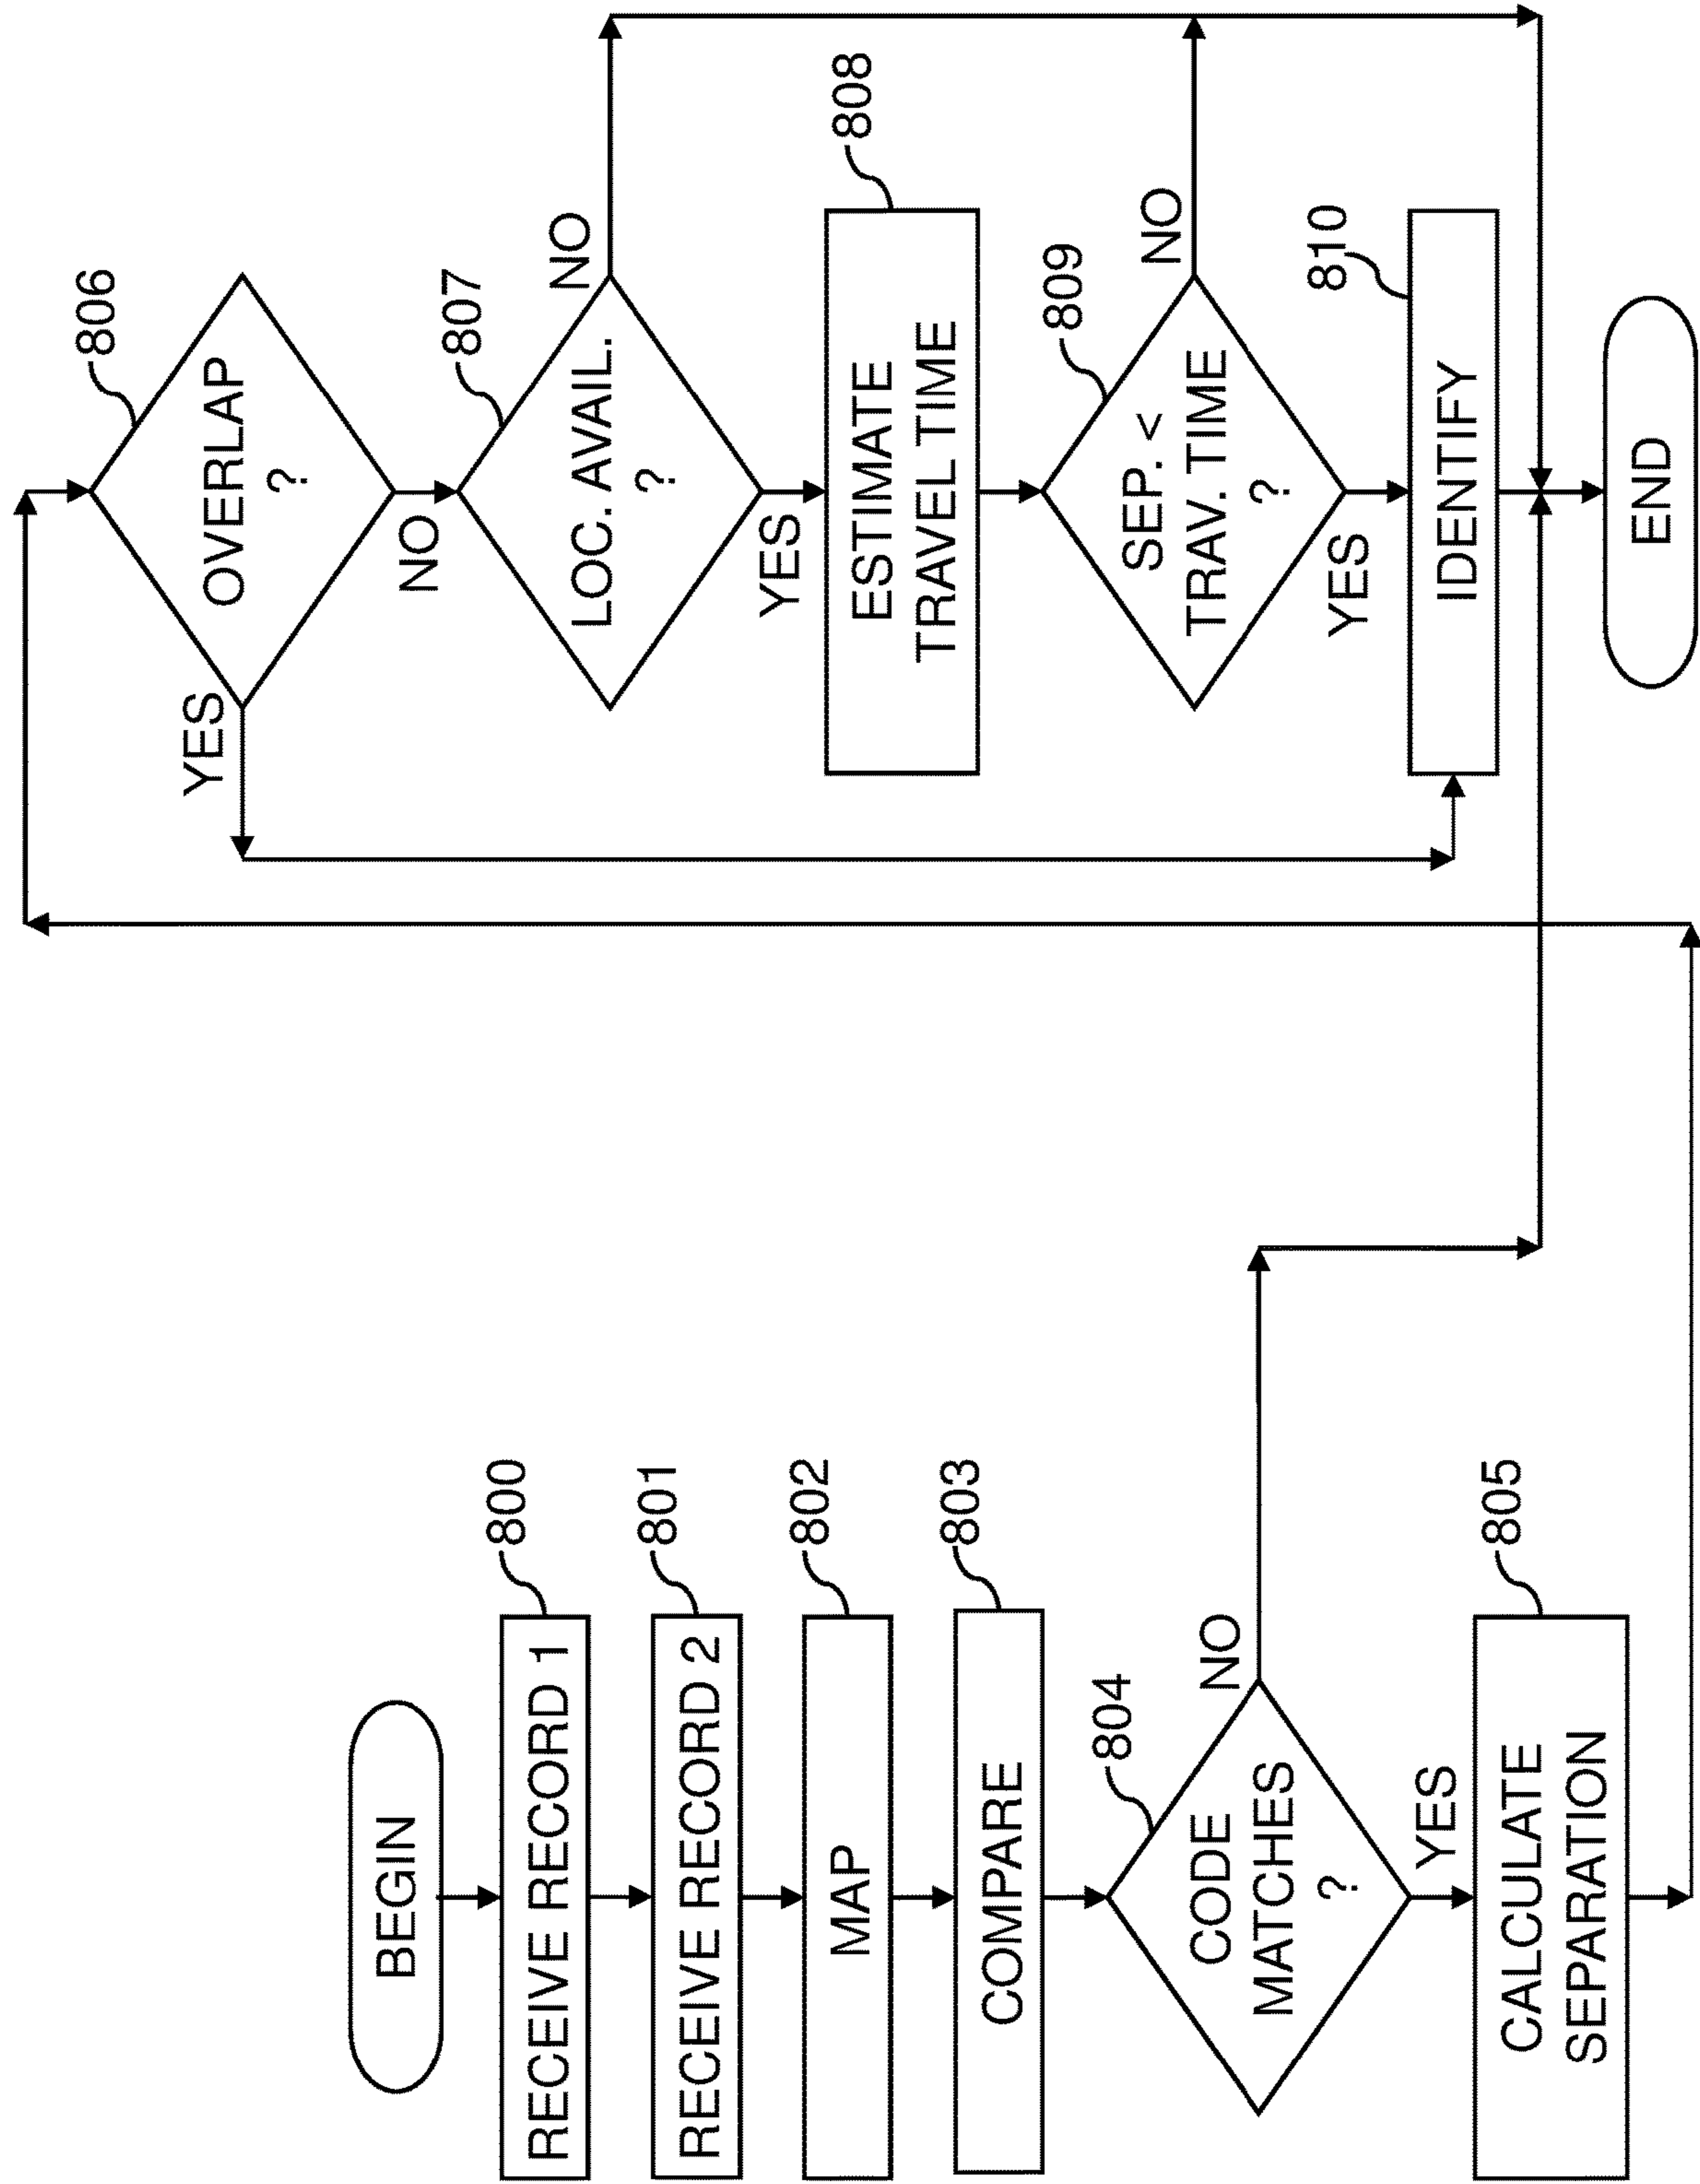 BEGIN
800
RECEIVE RECORD 1
801
RECEIVE RECORD 2
802
MAP
803
COMPARE
804
CODE
MATCHES
?
NO
YES
805
CALCULATE
SEPARATION
806
OVERLAP
?
YES
NO
807
LOC. AVAIL.
?
NO
YES
808
ESTIMATE
TRAVEL TIME
809
SEP. <
TRAV. TIME
?
NO
YES
810
IDENTIFY
END